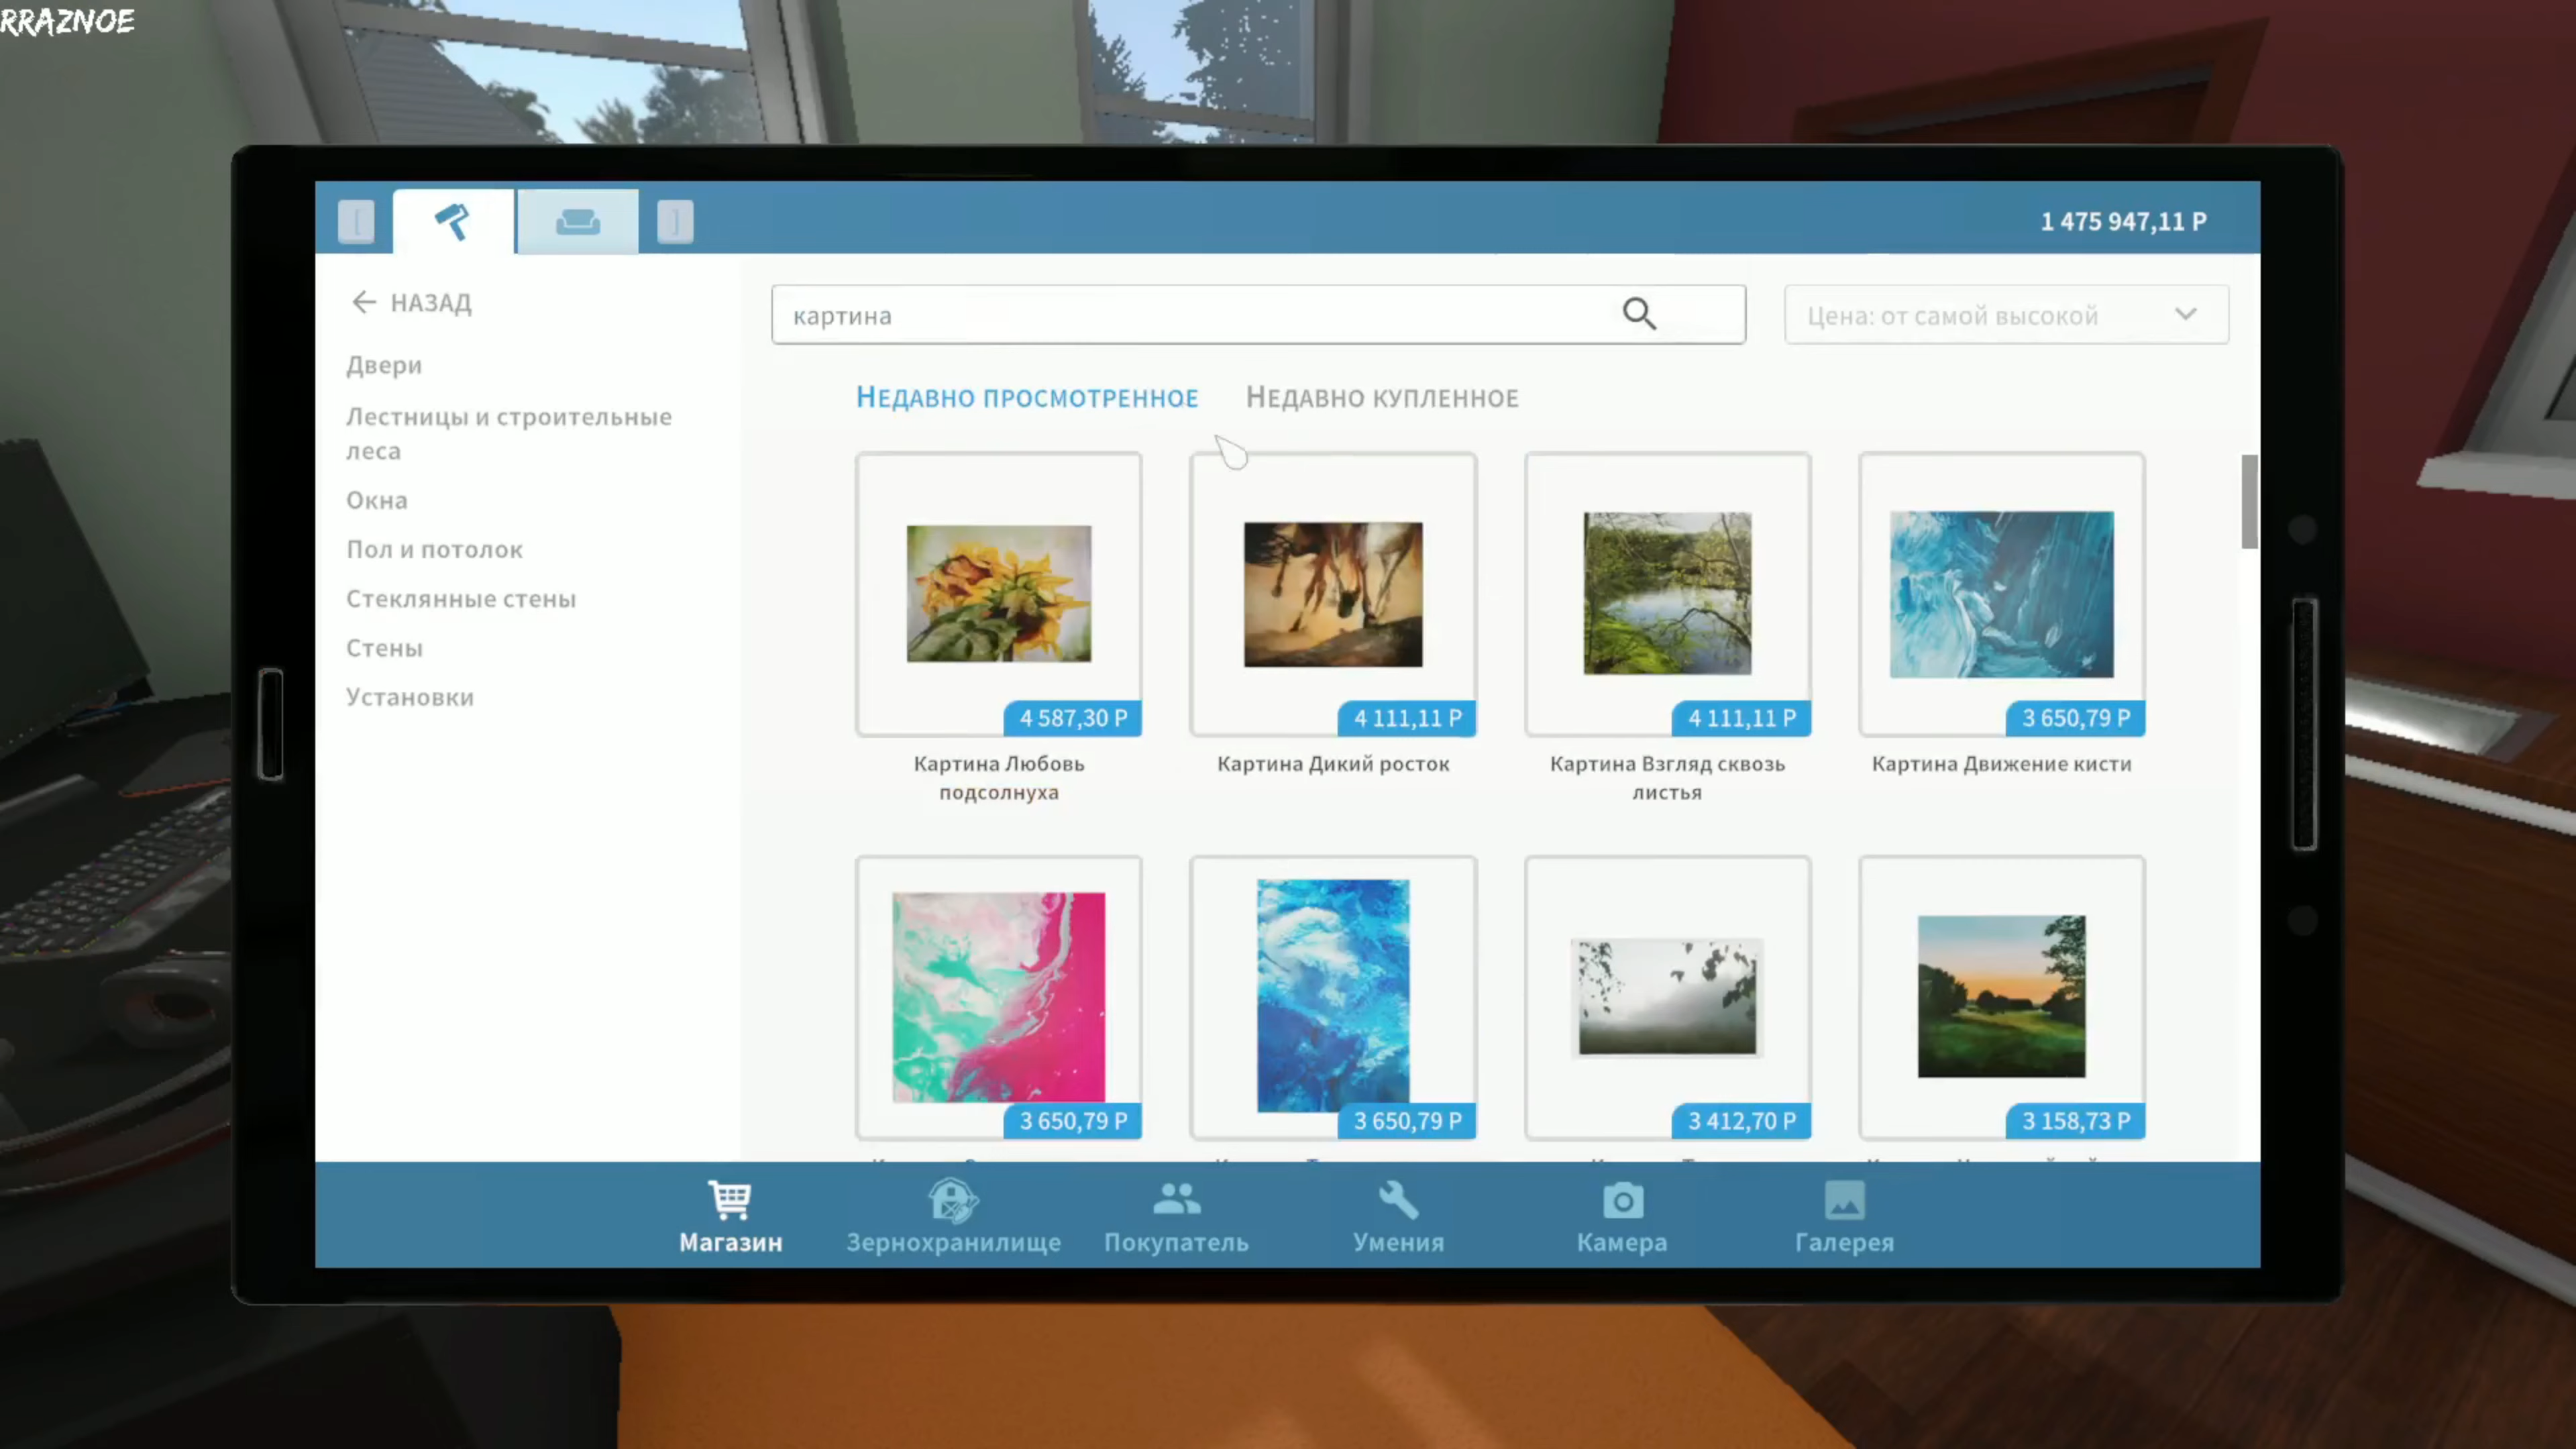 RRAZNOE
[
]
1 475 947,11 Р
НАЗАД
картина
Цена: от самой высокой
Двери
Лестницы и строительные
леса
Окна
Пол и потолок
Стеклянные стены
Стены
Установки
Недавно просмотренное
Недавно купленное
4 587,30 Р
4 111,11 Р
4 111,11 Р
3 650,79 Р
Картина Любовь
подсолнуха
Картина Дикий росток
Картина Взгляд сквозь
листья
Картина Движение кисти
3 650,79 Р
3 650,79 Р
3 412,70 Р
3 158,73 Р
Магазин
Зернохранилище
Покупатель
Умения
Камера
Галерея